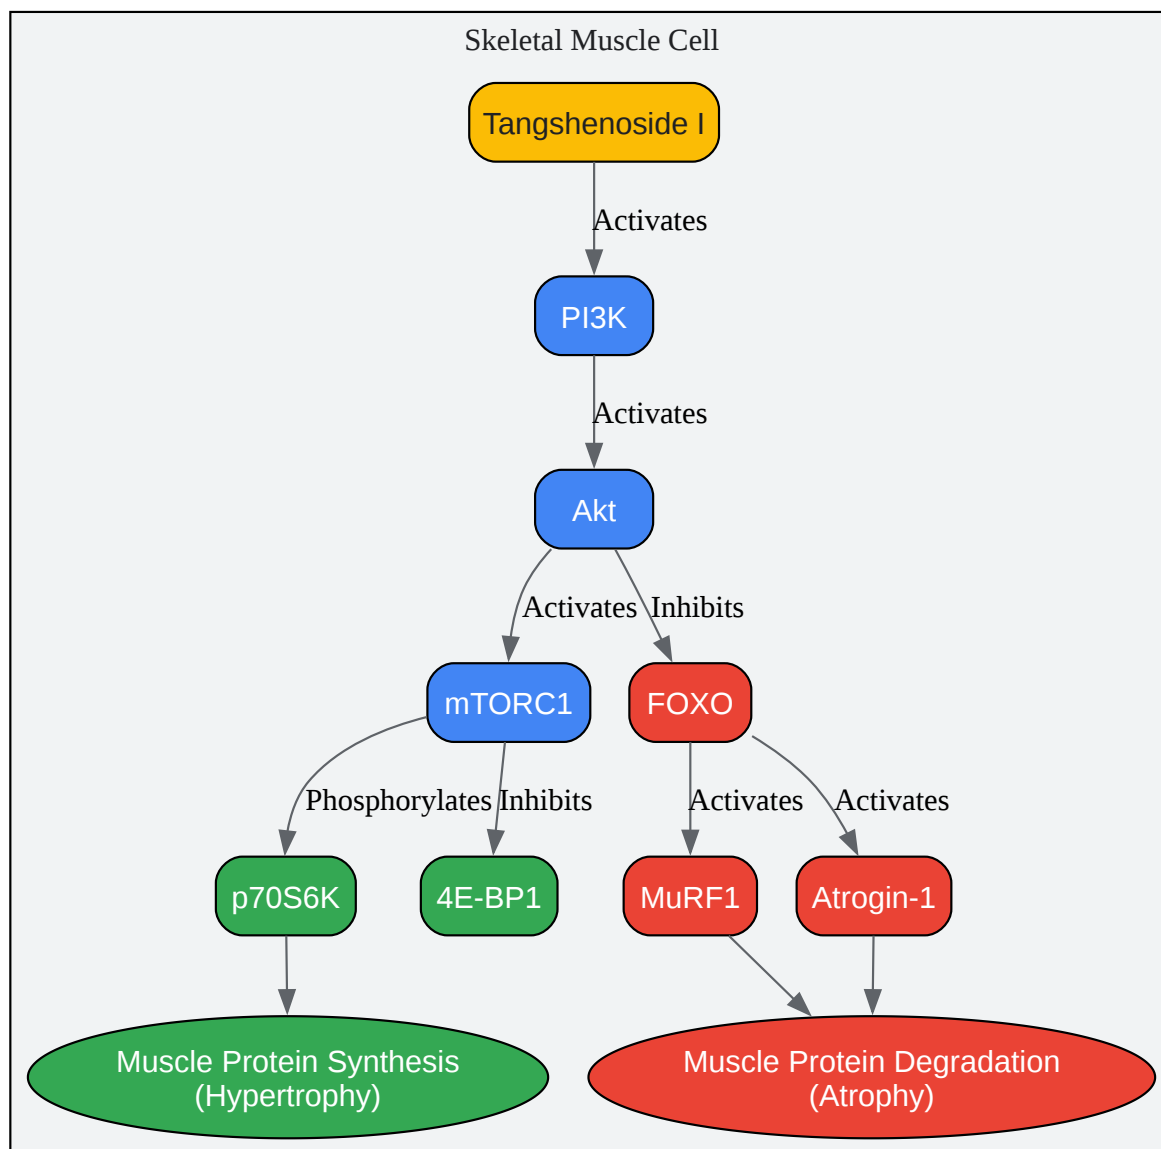 Skeletal Muscle Cell
Tangshenoside I
Activates
PI3K
Activates
Akt
Activates
Inhibits
mTORC1
FOXO
Phosphorylates
Inhibits
Activates
Activates
p70S6K
4E-BP1
MuRF1
Atrogin-1
Muscle Protein Synthesis
(Hypertrophy)
Muscle Protein Degradation
(Atrophy)